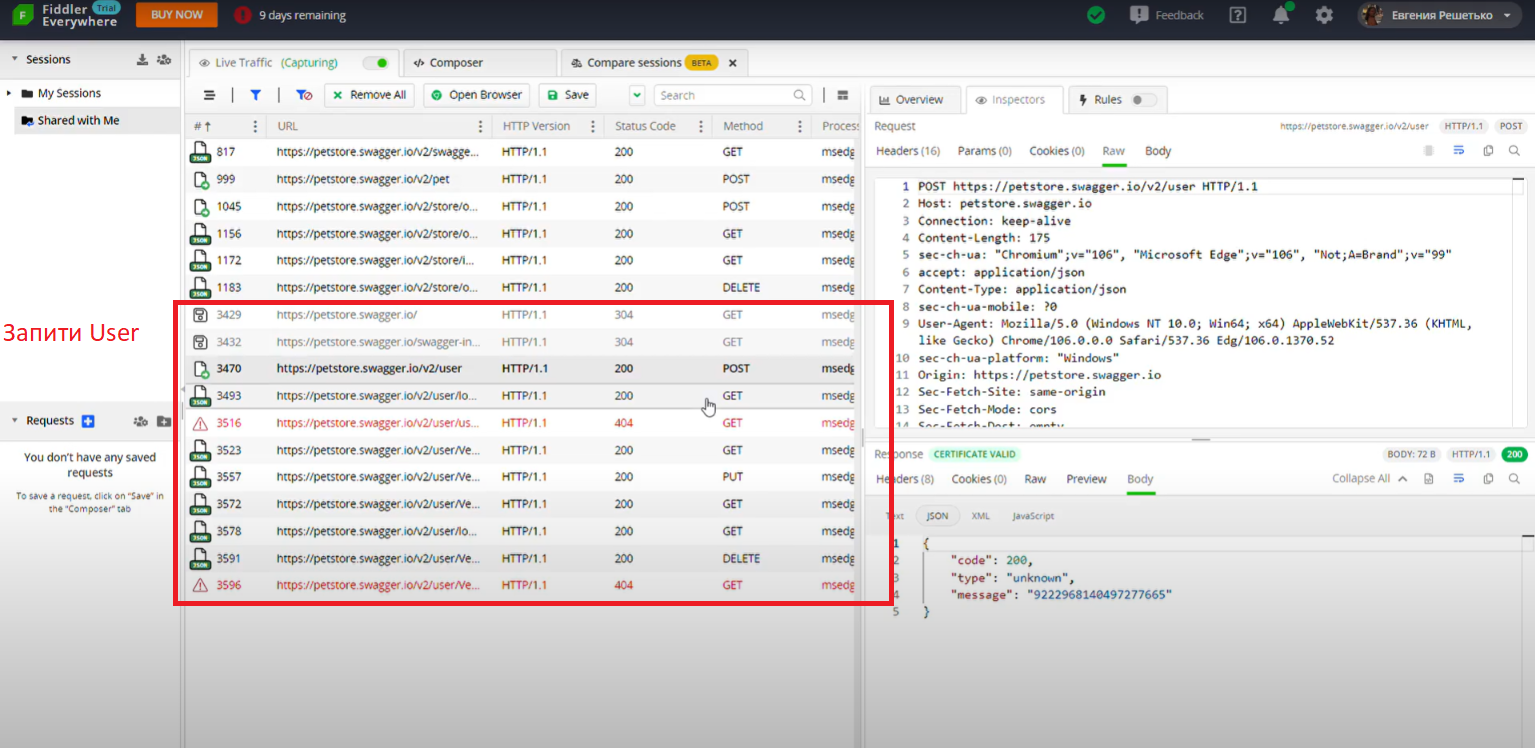 Fiddler Trial
Everywhere
BUY NOW
9 days remaining
Feedback
Евгения Решетько
Sessions
My Sessions
Shared with Me
Запити User
Requests
You don't have any saved
requests
To save a request, click on "Save" in
the "Composer" tab
Live Traffic (Capturing)
Composer
Compare sessions BETA
Remove All
Open Browser
Save
Search
# URL HTTP Version Status Code Method Process
817 https://petstore.swagger.io/v2/swagge... HTTP/1.1 200 GET msedg
999 https://petstore.swagger.io/v2/pet HTTP/1.1 200 POST msedg
1045 https://petstore.swagger.io/v2/store/o... HTTP/1.1 200 POST msedg
1156 https://petstore.swagger.io/v2/store/o... HTTP/1.1 200 GET msedg
1172 https://petstore.swagger.io/v2/store/i... HTTP/1.1 200 GET msedg
1183 https://petstore.swagger.io/v2/store/o... HTTP/1.1 200 DELETE msedg
3429 https://petstore.swagger.io/ HTTP/1.1 304 GET msedg
3432 https://petstore.swagger.io/swagger-in... HTTP/1.1 304 GET msedg
3470 https://petstore.swagger.io/v2/user HTTP/1.1 200 POST msedg
3493 https://petstore.swagger.io/v2/user/lo... HTTP/1.1 200 GET msedg
3516 https://petstore.swagger.io/v2/user/us... HTTP/1.1 404 GET msedg
3523 https://petstore.swagger.io/v2/user/Ve... HTTP/1.1 200 GET msedg
3557 https://petstore.swagger.io/v2/user/Ve... HTTP/1.1 200 PUT msedg
3572 https://petstore.swagger.io/v2/user/Ve... HTTP/1.1 200 GET msedg
3578 https://petstore.swagger.io/v2/user/lo... HTTP/1.1 200 GET msedg
3591 https://petstore.swagger.io/v2/user/Ve... HTTP/1.1 200 DELETE msedg
3596 https://petstore.swagger.io/v2/user/Ve... HTTP/1.1 404 GET msedg
Overview
Inspectors
Rules
Request https://petstore.swagger.io/v2/user HTTP/1.1 POST
Headers (16) Params (0) Cookies (0) Raw Body
1 POST https://petstore.swagger.io/v2/user HTTP/1.1
2 Host: petstore.swagger.io
3 Connection: keep-alive
4 Content-Length: 175
5 sec-ch-ua: "Chromium";v="106", "Microsoft Edge";v="106", "Not;A=Brand";v="99"
6 accept: application/json
7 Content-Type: application/json
8 sec-ch-ua-mobile: ?0
9 User-Agent: Mozilla/5.0 (Windows NT 10.0; Win64; x64) AppleWebKit/537.36 (KHTML,
like Gecko) Chrome/106.0.0.0 Safari/537.36 Edg/106.0.1370.52
10 sec-ch-ua-platform: "Windows"
11 Origin: https://petstore.swagger.io
12 Sec-Fetch-Site: same-origin
13 Sec-Fetch-Mode: cors
14 Sec-Fetch-Dest: empty
Response CERTIFICATE VALID BODY: 72 B HTTP/1.1 200
Headers (8) Cookies (0) Raw Preview Body Collapse All
Text JSON XML JavaScript
1 {
2 "code": 200,
3 "type": "unknown",
4 "message": "9222968140497277665"
5 }